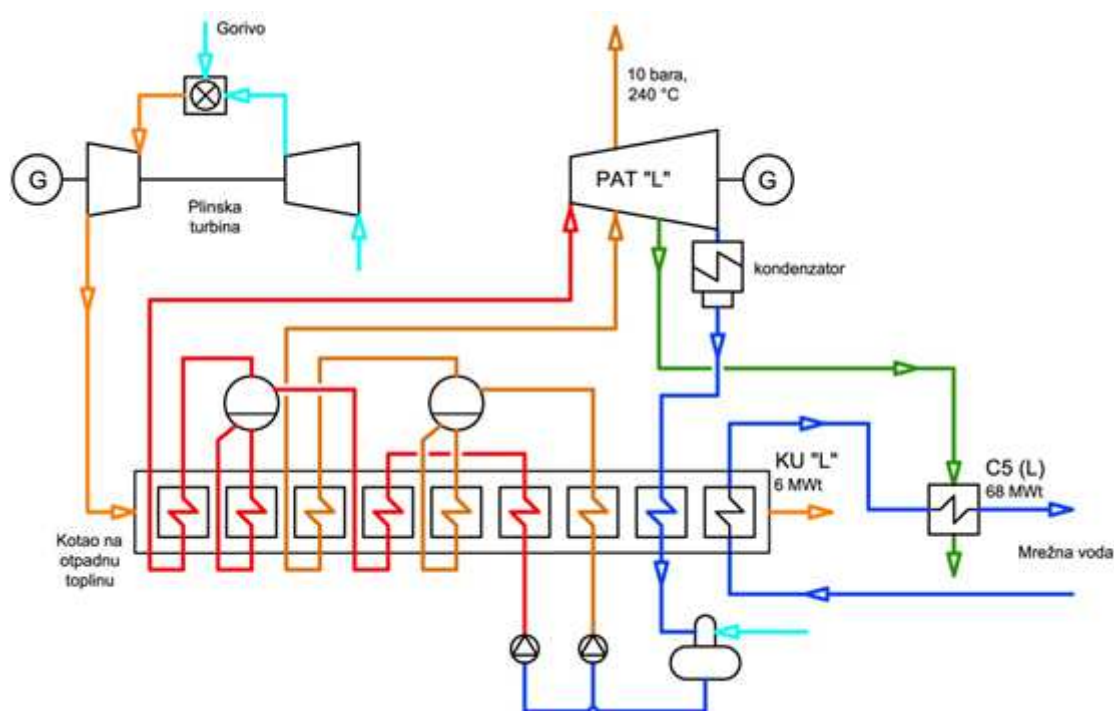 Gorivo
10 bara,
240 °C
G
PAT "L"
G
Plinska
turbina
kondenzator
KU "L"
6 MWt
C5 (L)
68 MWt
Kotao na
otpadnu
toplinu
Mrežna voda